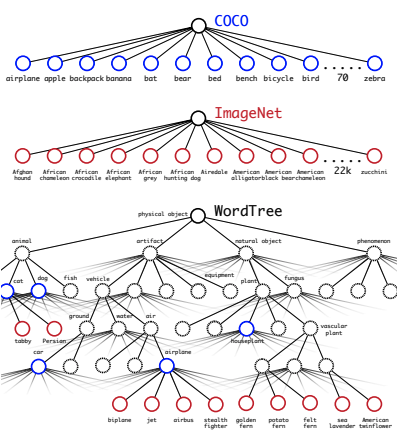 COCO
airplane apple backpack banana bat bear bed bench bicycle bird ..... 70 zebra
ImageNet
Afghan hound
African chameleon
African crocodile
African elephant
African grey
African hunting dog
Airedale
American alligator
American black bear
American chameleon
..... 22k
zucchini
physical object
WordTree
animal artifact natural object phenomenon
cat dog fish vehicle equipment plant fungus
ground water air
tabby Persian houseplant vascular plant
car airplane
biplane
jet
airbus
stealth fighter
golden fern
potato fern
felt fern
sea lavender
American twinflower